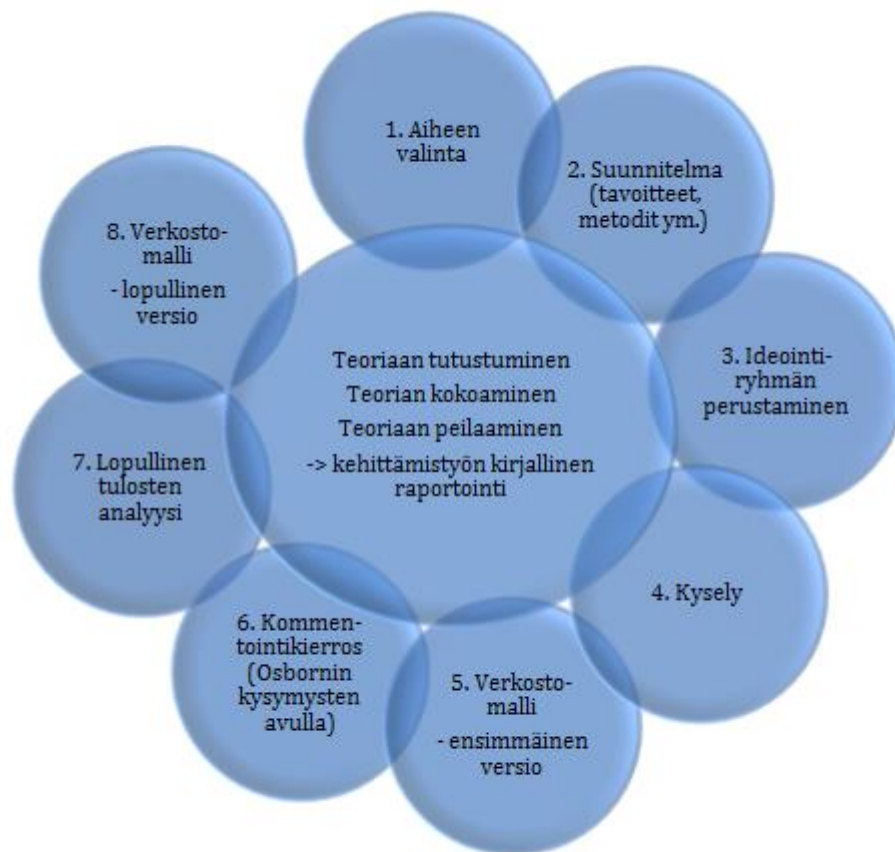 1. Aiheen
valinta
2. Suunnitelma
(tavoitteet,
metodit ym.)
3. Ideointi-
ryhmän
perustaminen
4. Kysely
5. Verkosto-
malli
- ensimmäinen
versio
6. Kommen-
tointikierros
(Osbornin
kysymysten
avulla)
7. Lopullinen
tulosten
analyysi
8. Verkosto-
malli
- lopullinen
versio
Teoriaan tutustuminen
Teorian kokoaminen
Teoriaan peilaaminen
-> kehittämistyön kirjallinen
raportointi